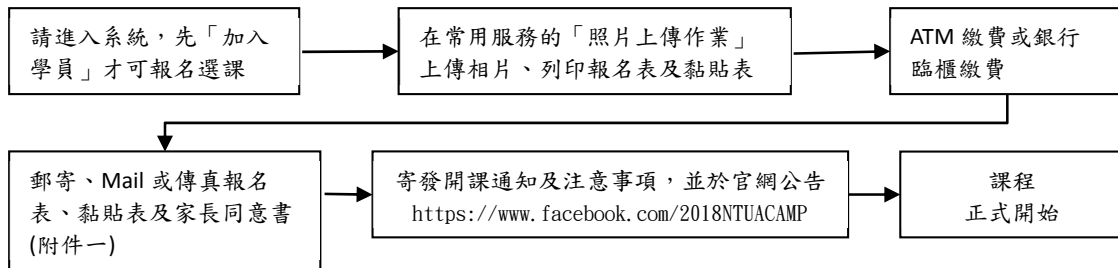 請進入系統，先「加入
學員」才可報名選課
在常用服務的「照片上傳作業」
上傳相片、列印報名表及黏貼表
ATM 繳費或銀行
臨櫃繳費
郵寄、Mail 或傳真報名
表、黏貼表及家長同意書
(附件一)
寄發開課通知及注意事項，並於官網公告
https://www.facebook.com/2018NTUACAMP
課程
正式開始